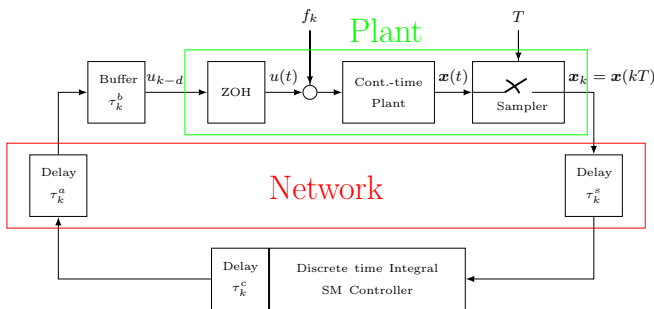 f_k
T
Plant
Buffer
τ_k^b
u_{k−d}
ZOH
u(t)
Cont.-time
Plant
x(t)
Sampler
x_k = x(kT)
Delay
τ_k^a
Network
Delay
τ_k^s
Delay
τ_k^c
Discrete time Integral
SM Controller